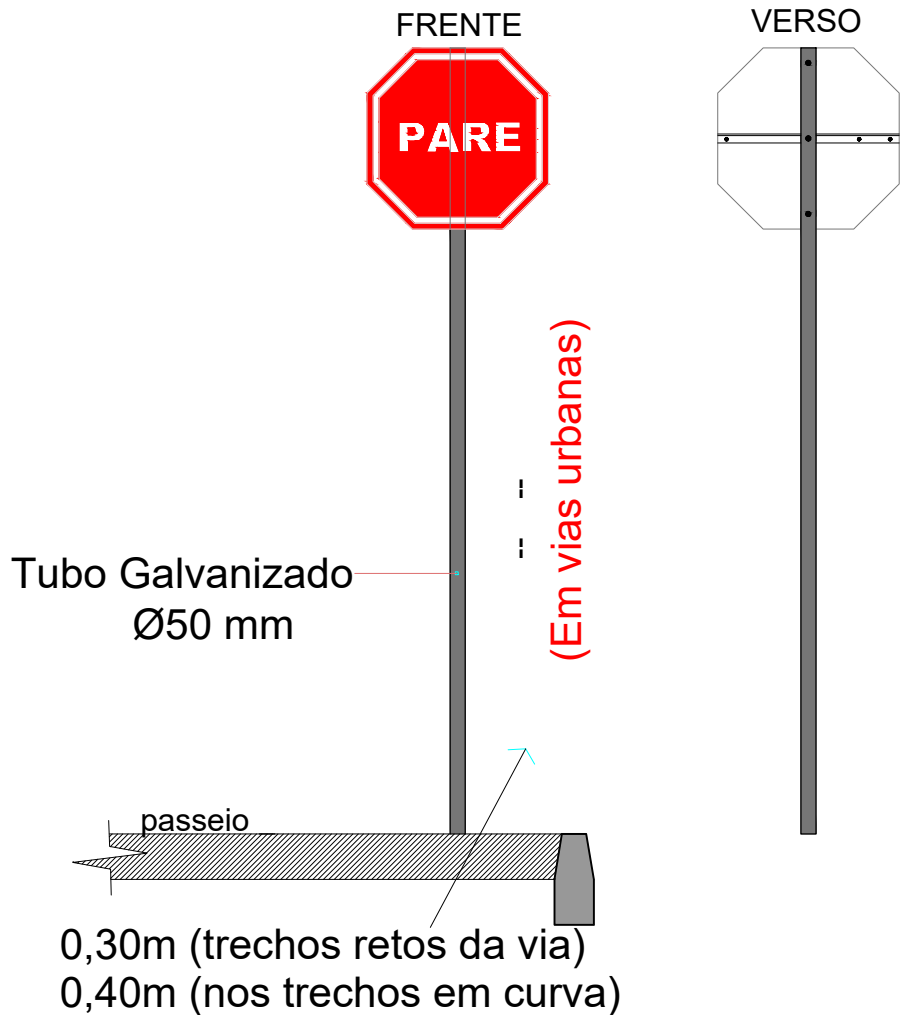 FRENTE
VERSO
PARE
(Em vias urbanas)
Tubo Galvanizado
Ø50 mm
passeio
0,30m (trechos retos da via)
0,40m (nos trechos em curva)